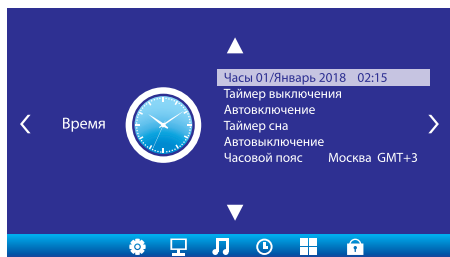 Часы 01/Январь 2018 02:15
Таймер выключения
Автовключение
Время
Таймер сна
Автовыключение
Часовой пояс Москва GMT+3